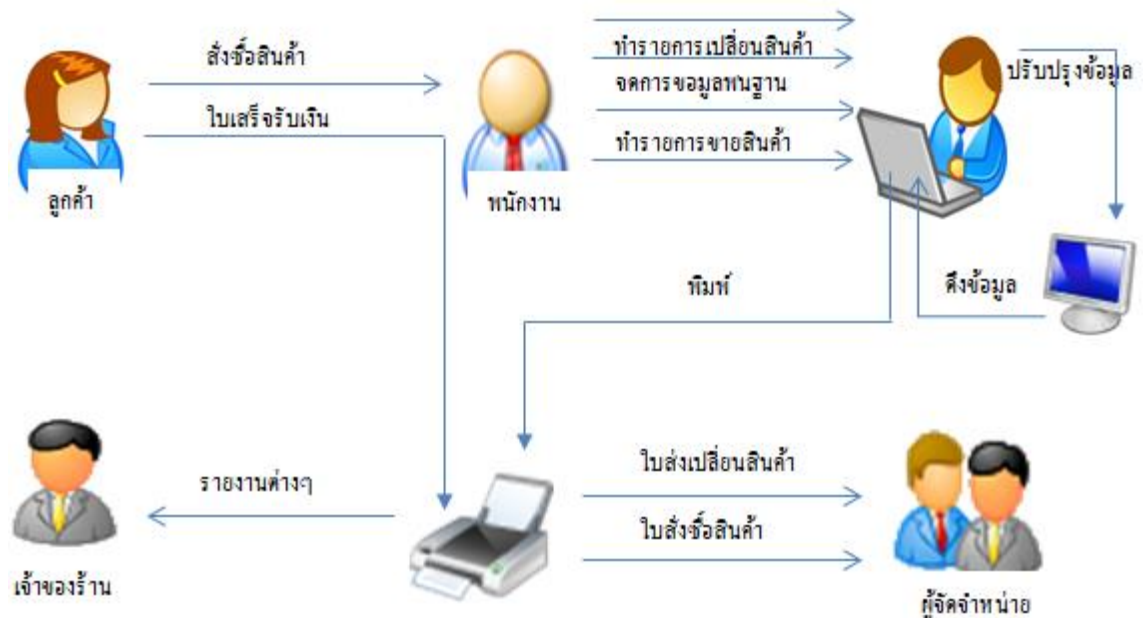 สั่งซื้อสินค้า
ใบเสร็จรับเงิน
ลูกค้า
ทำรายการเปลี่ยนสินค้า
จดการขอมูลพนฐาน
ทำรายการขายสินค้า
พนักงาน
ปรับปรุงข้อมูล
พิมพ์
ดึงข้อมูล
รายงานต่างๆ
ใบส่งเปลี่ยนสินค้า
ใบสั่งซื้อสินค้า
เจ้าของร้าน
ผู้จัดจำหน่าย